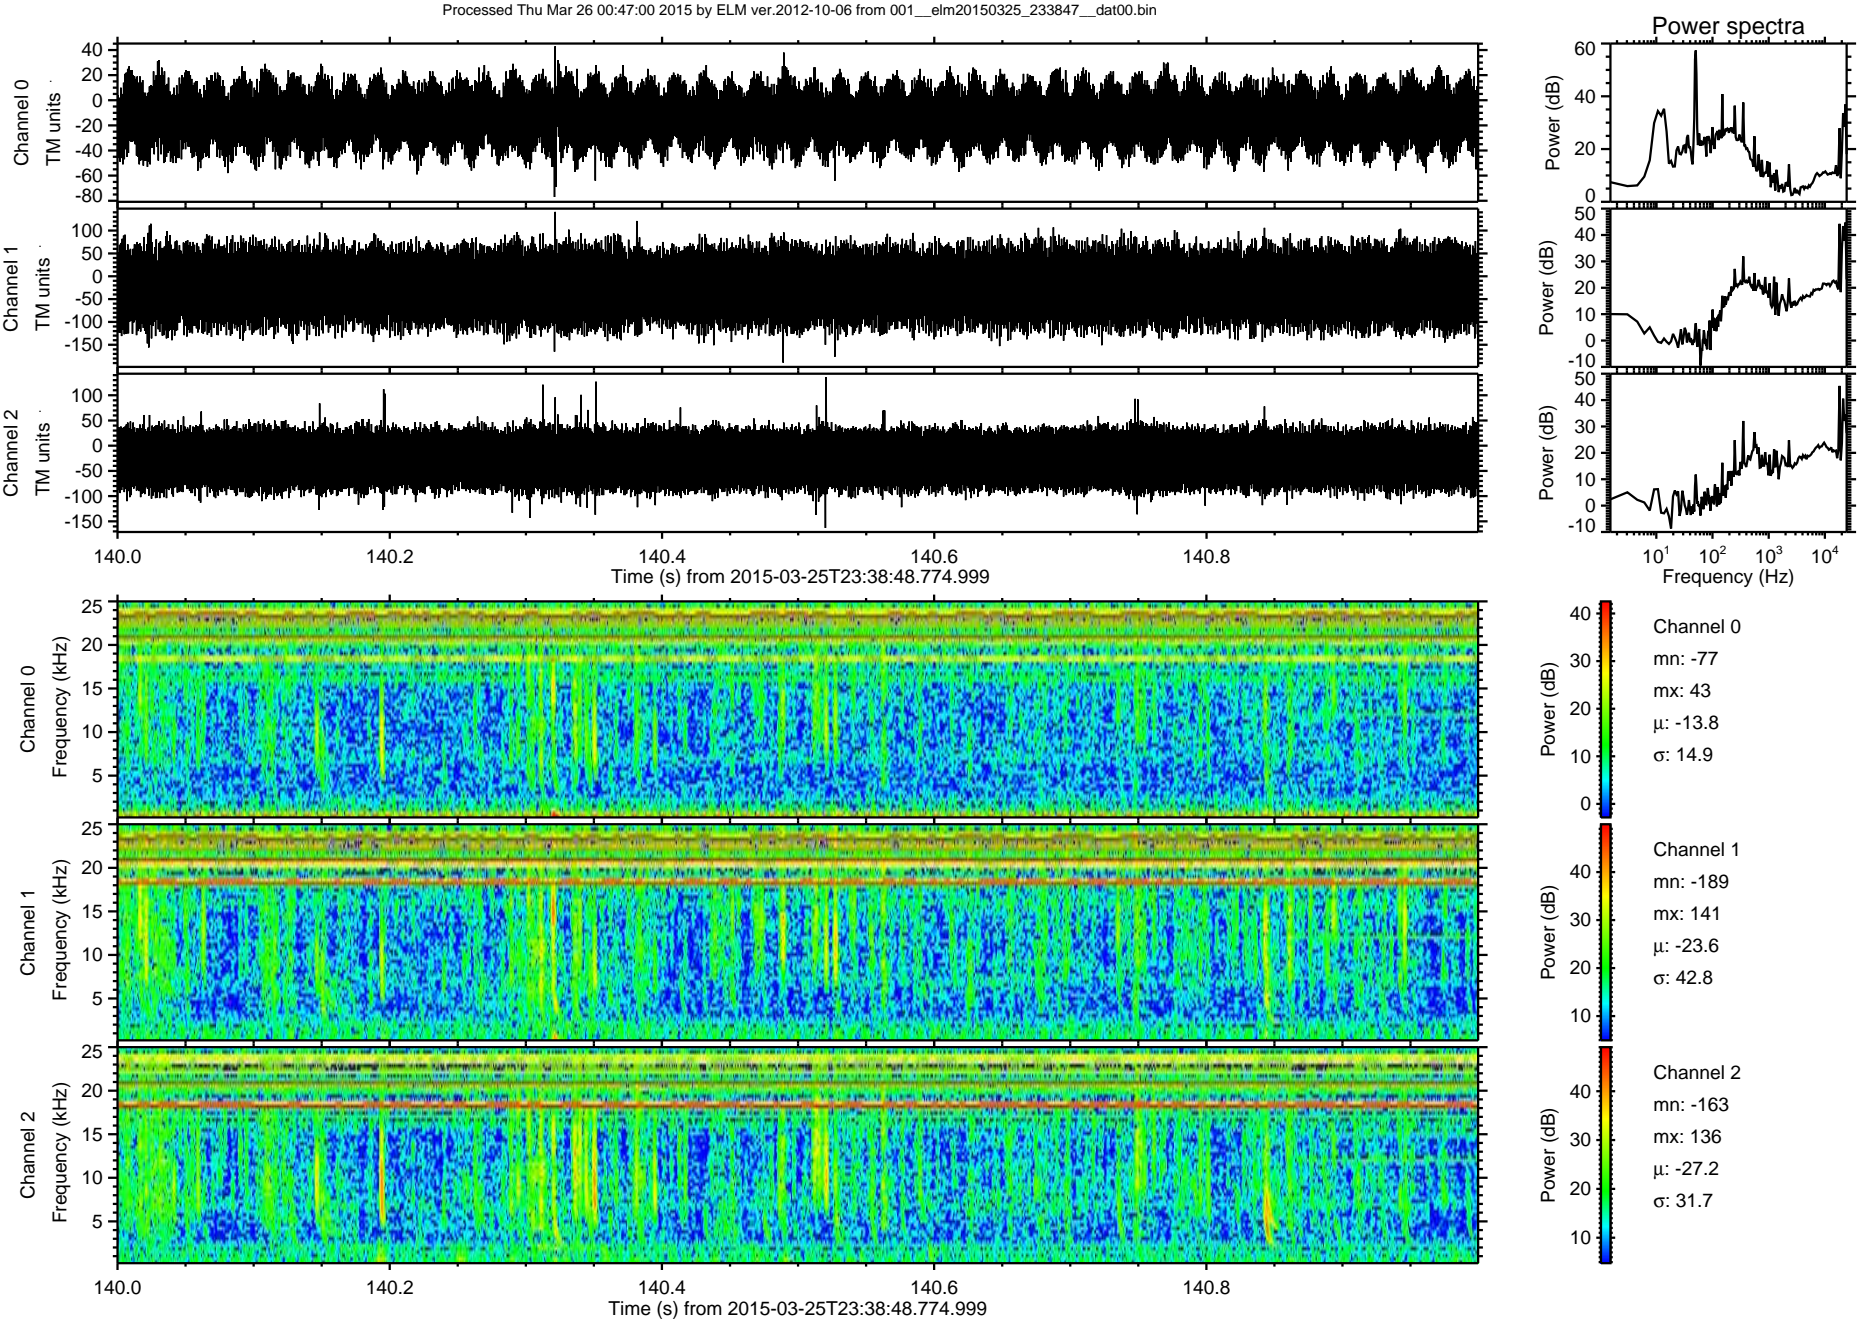 Processed Thu Mar 26 00:47:00 2015 by ELM ver.2012-10-06 from 001__elm20150325_233847__dat00.bin
Power spectra
Channel 0
TM units
40
20
0
-20
-40
-60
-80
Power (dB)
60
40
20
0
Channel 1
TM units
100
50
0
-50
-100
-150
Power (dB)
50
40
30
20
10
0
-10
Channel 2
TM units
100
50
0
-50
-100
-150
Power (dB)
50
40
30
20
10
0
-10
140.0 140.2 140.4 140.6 140.8
Time (s) from 2015-03-25T23:38:48.774.999
10¹ 10² 10³ 10⁴
Frequency (Hz)
Channel 0
Frequency (kHz)
25
20
15
10
5
Power (dB)
40
30
20
10
0
Channel 0
mn: -77
mx: 43
μ: -13.8
σ: 14.9
Channel 1
Frequency (kHz)
25
20
15
10
5
Power (dB)
40
30
20
10
Channel 1
mn: -189
mx: 141
μ: -23.6
σ: 42.8
Channel 2
Frequency (kHz)
25
20
15
10
5
Power (dB)
40
30
20
10
Channel 2
mn: -163
mx: 136
μ: -27.2
σ: 31.7
140.0 140.2 140.4 140.6 140.8
Time (s) from 2015-03-25T23:38:48.774.999